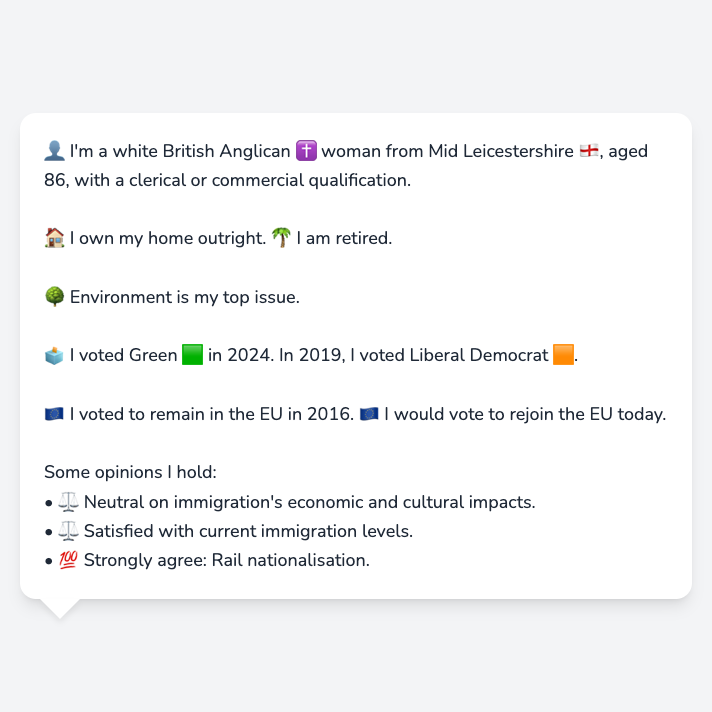 👤 I'm a white British Anglican ✝️ woman from Mid Leicestershire 🏴󠁧󠁢󠁥󠁮󠁧󠁿, aged
86, with a clerical or commercial qualification.
🏠 I own my home outright. 🌴 I am retired.
🌳 Environment is my top issue.
🗳️ I voted Green 🟩 in 2024. In 2019, I voted Liberal Democrat 🟧.
🇪🇺 I voted to remain in the EU in 2016. 🇪🇺 I would vote to rejoin the EU today.
Some opinions I hold:
• ⚖️ Neutral on immigration's economic and cultural impacts.
• ⚖️ Satisfied with current immigration levels.
• 💯 Strongly agree: Rail nationalisation.